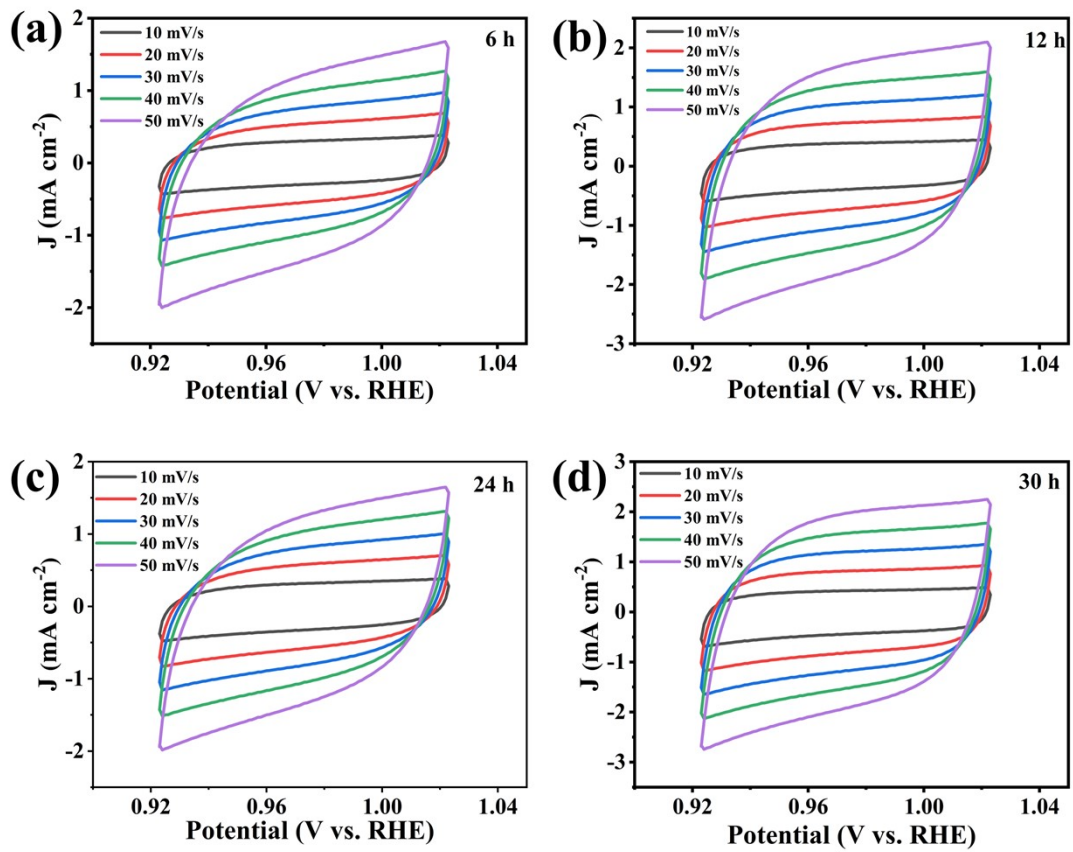 (a)
6 h
10 mV/s
20 mV/s
30 mV/s
40 mV/s
50 mV/s
2
1
0
-1
-2
J (mA cm-2)
0.92 0.96 1.00 1.04
Potential (V vs. RHE)
(b)
12 h
10 mV/s
20 mV/s
30 mV/s
40 mV/s
50 mV/s
2
1
0
-1
-2
-3
J (mA cm-2)
0.92 0.96 1.00 1.04
Potential (V vs. RHE)
(c)
24 h
10 mV/s
20 mV/s
30 mV/s
40 mV/s
50 mV/s
2
1
0
-1
-2
J (mA cm-2)
0.92 0.96 1.00 1.04
Potential (V vs. RHE)
(d)
30 h
10 mV/s
20 mV/s
30 mV/s
40 mV/s
50 mV/s
3
2
1
0
-1
-2
-3
J (mA cm-2)
0.92 0.96 1.00 1.04
Potential (V vs. RHE)